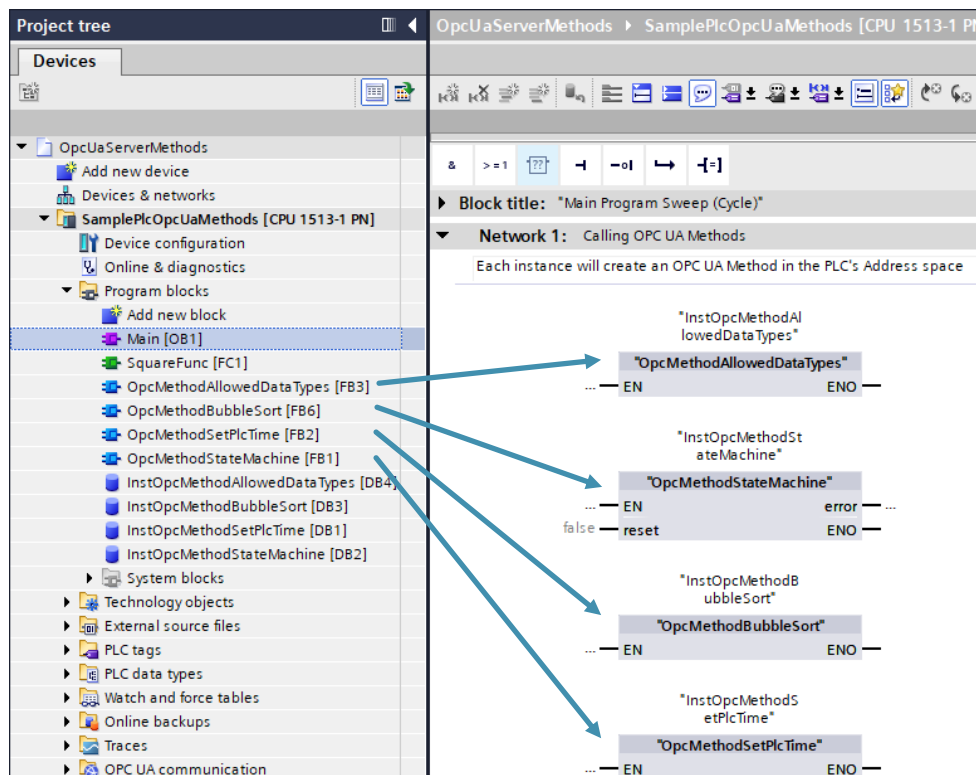 Project tree
OpcUaServerMethods ▸ SamplePlcOpcUaMethods [CPU 1513-1 PN
Devices
OpcUaServerMethods
Add new device
Devices & networks
SamplePlcOpcUaMethods [CPU 1513-1 PN]
Device configuration
Online & diagnostics
Program blocks
Add new block
Main [OB1]
SquareFunc [FC1]
OpcMethodAllowedDataTypes [FB3]
OpcMethodBubbleSort [FB6]
OpcMethodSetPlcTime [FB2]
OpcMethodStateMachine [FB1]
InstOpcMethodAllowedDataTypes [DB4]
InstOpcMethodBubbleSort [DB3]
InstOpcMethodSetPlcTime [DB1]
InstOpcMethodStateMachine [DB2]
System blocks
Technology objects
External source files
PLC tags
PLC data types
Watch and force tables
Online backups
Traces
OPC UA communication
& >=1 ?? -[=]
Block title: "Main Program Sweep (Cycle)"
Network 1: Calling OPC UA Methods
Each instance will create an OPC UA Method in the PLC's Address space
"InstOpcMethodAl
lowedDataTypes"
"OpcMethodAllowedDataTypes"
... EN ENO
"InstOpcMethodSt
ateMachine"
"OpcMethodStateMachine"
... EN error ...
false reset ENO
"InstOpcMethodB
ubbleSort"
"OpcMethodBubbleSort"
... EN ENO
"InstOpcMethodS
etPlcTime"
"OpcMethodSetPlcTime"
... EN ENO